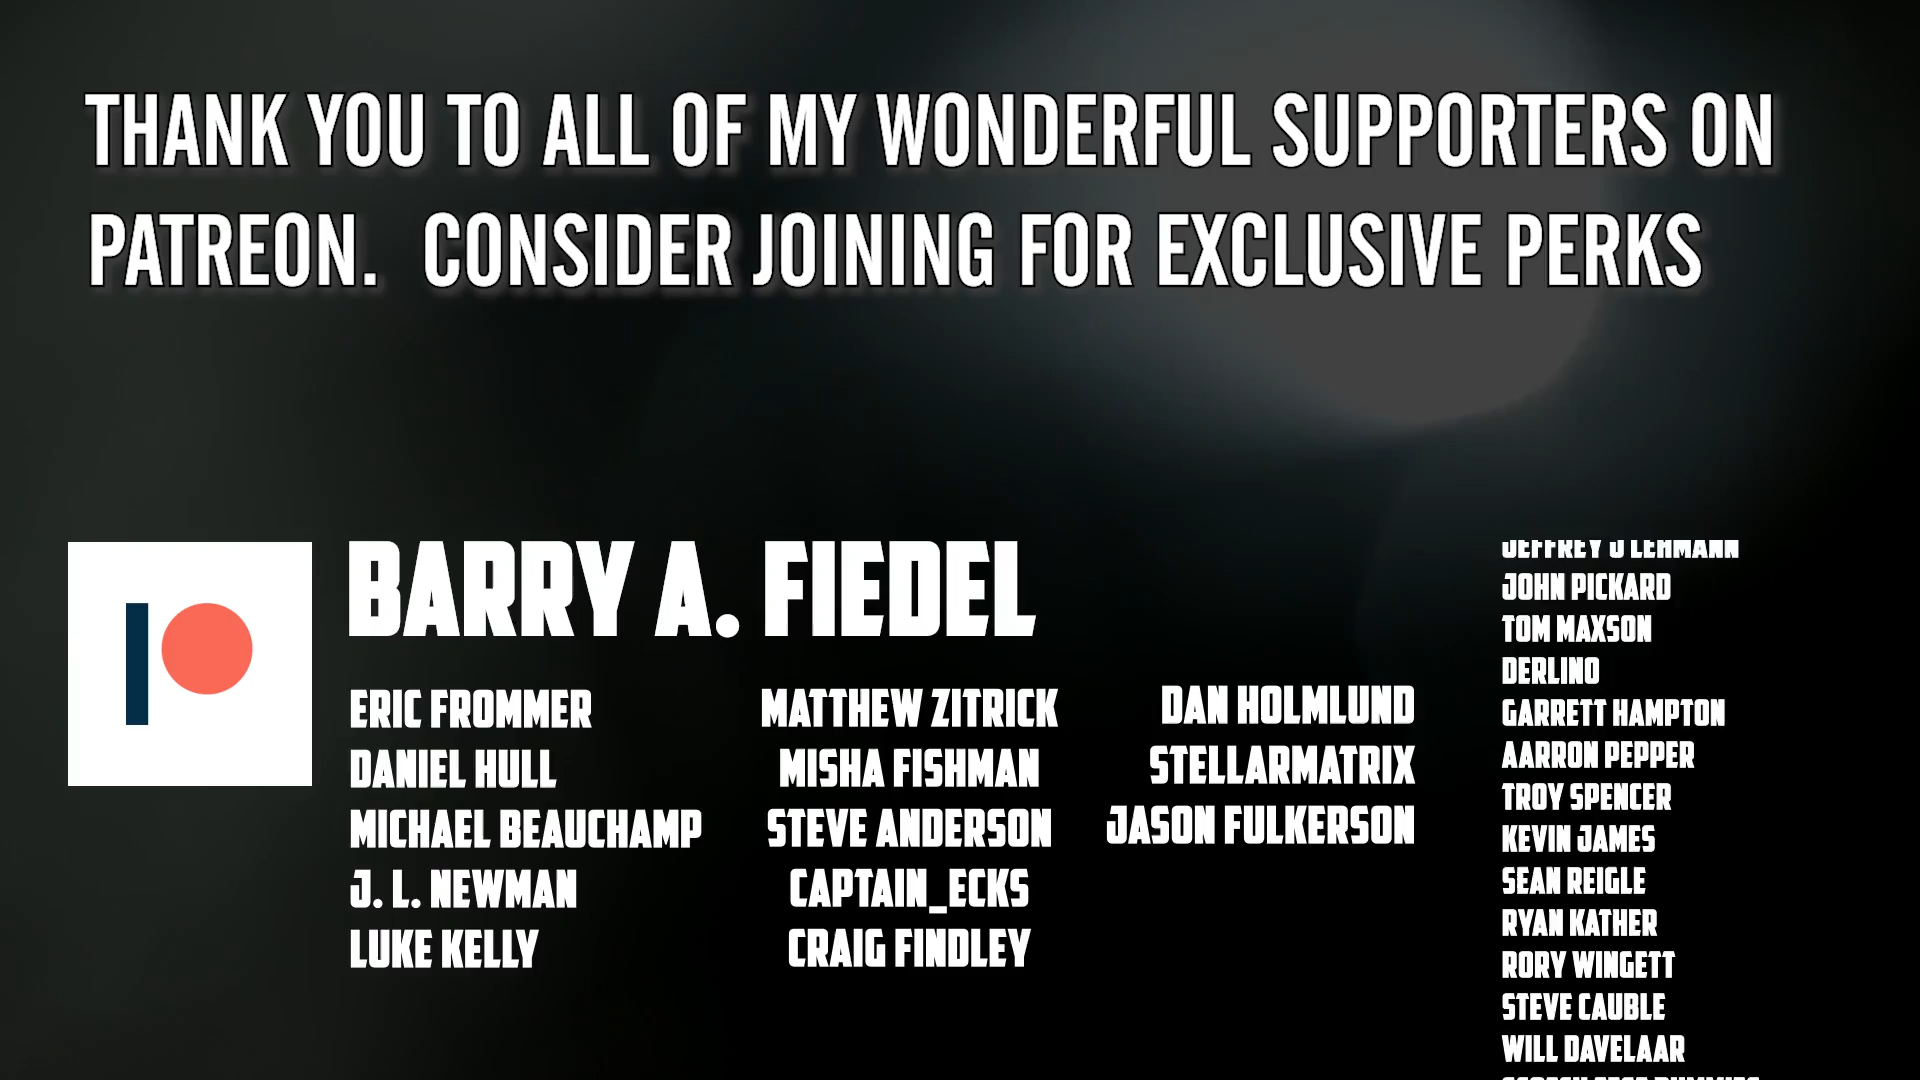 THANK YOU TO ALL OF MY WONDERFUL SUPPORTERS ON
PATREON. CONSIDER JOINING FOR EXCLUSIVE PERKS
BARRY A. FIEDEL
ERIC FROMMER
DANIEL HULL
MICHAEL BEAUCHAMP
J. L. NEWMAN
LUKE KELLY
MATTHEW ZITRICK
MISHA FISHMAN
STEVE ANDERSON
CAPTAIN_ECKS
CRAIG FINDLEY
DAN HOLMLUND
STELLARMATRIX
JASON FULKERSON
JEFFREY J LEHMANN
JOHN PICKARD
TOM MAXSON
DERLINO
GARRETT HAMPTON
AARRON PEPPER
TROY SPENCER
KEVIN JAMES
SEAN REIGLE
RYAN KATHER
RORY WINGETT
STEVE CAUBLE
WILL DAVELAAR